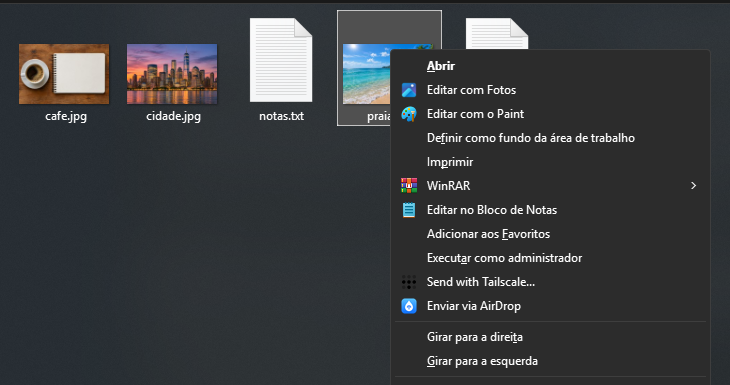 cafe.jpg
cidade.jpg
notas.txt
praia
Abrir
Editar com Fotos
Editar com o Paint
Definir como fundo da área de trabalho
Imprimir
WinRAR
Editar no Bloco de Notas
Adicionar aos Favoritos
Executar como administrador
Send with Tailscale...
Enviar via AirDrop
Girar para a direita
Girar para a esquerda